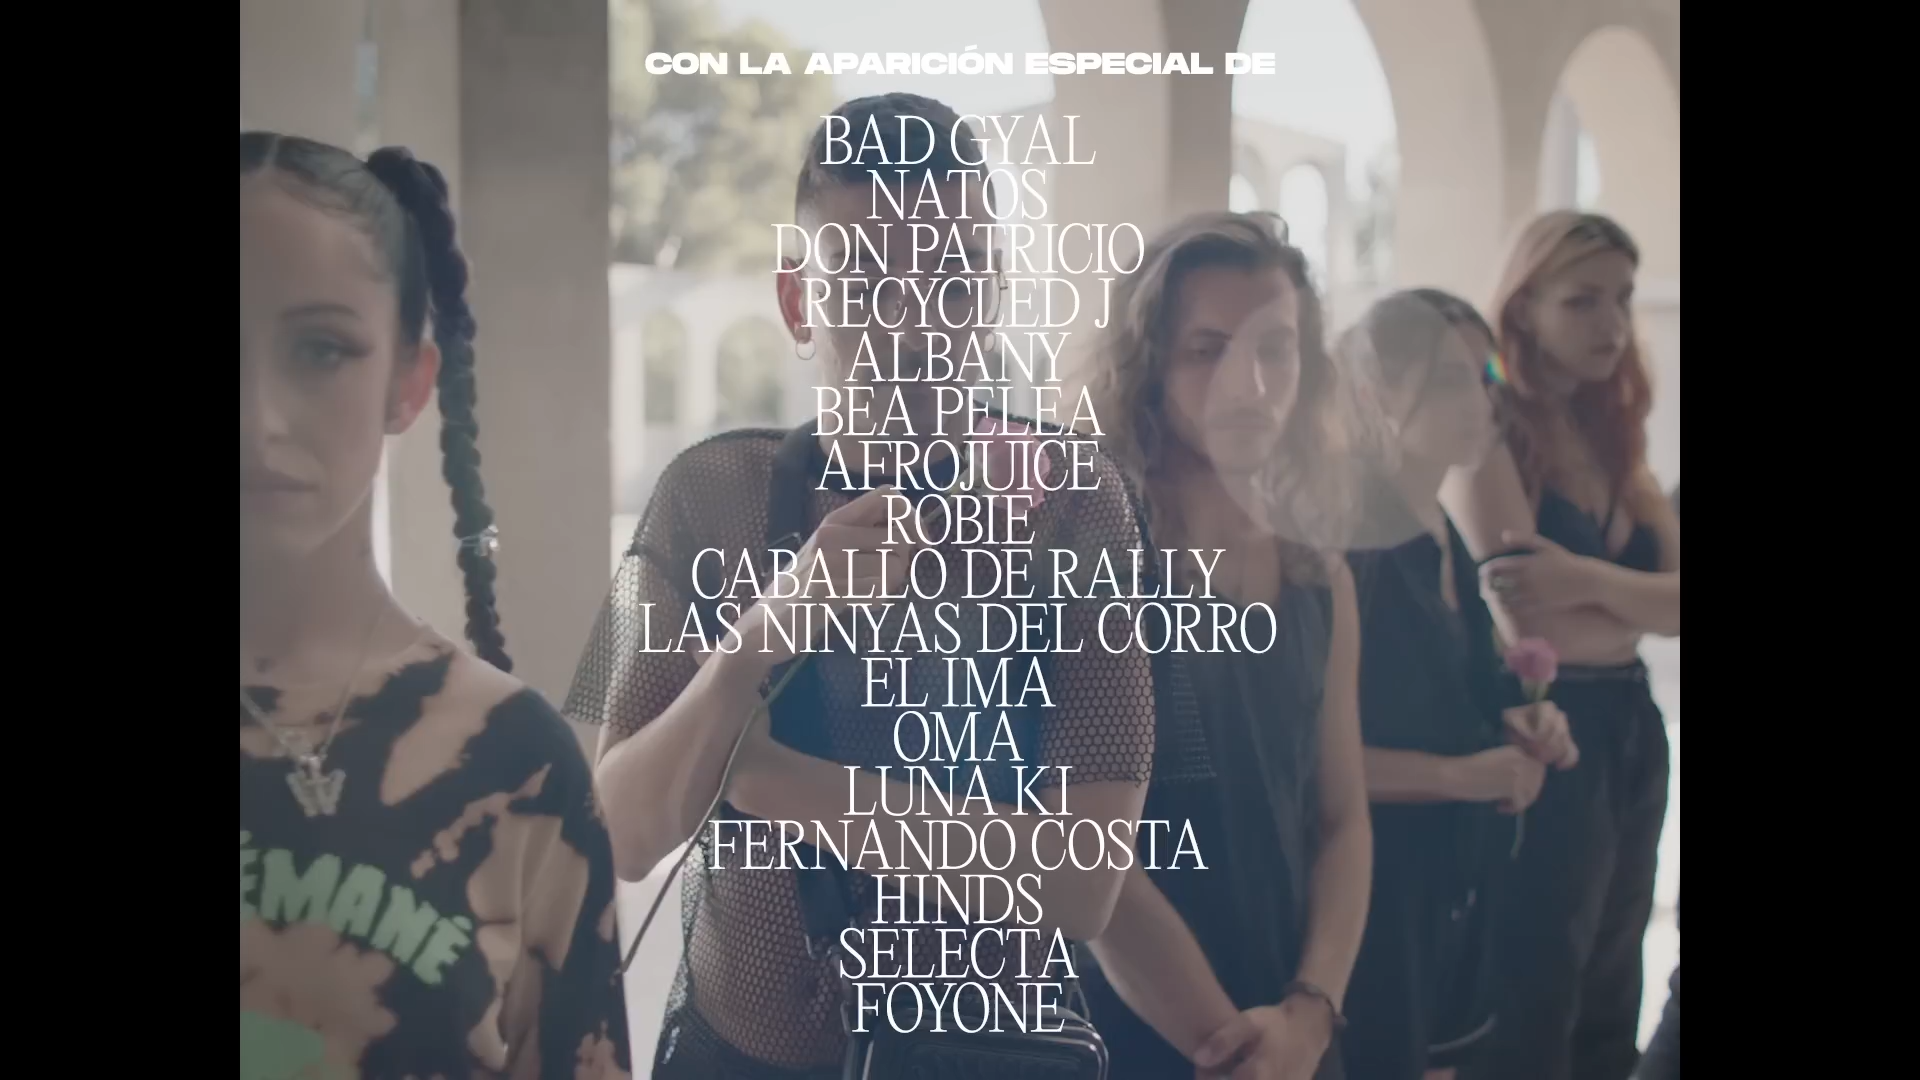 CON LA APARICIÓN ESPECIAL DE
BAD GYAL
NATOS
DON PATRICIO
RECYCLED J
ALBANY
BEA PELEA
AFROJUICE
ROBIE
CABALLO DE RALLY
LAS NINYAS DEL CORRO
EL IMA
OMA
LUNA KI
FERNANDO COSTA
HINDS
SELECTA
FOYONE
ÉMANÉ